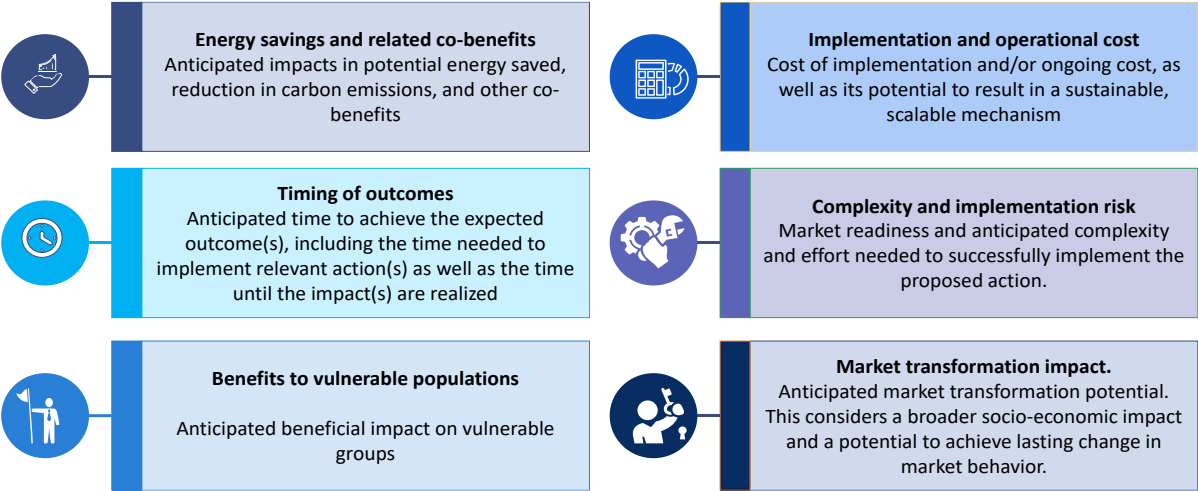 Energy savings and related co-benefits
Anticipated impacts in potential energy saved,
reduction in carbon emissions, and other co-
benefits
Implementation and operational cost
Cost of implementation and/or ongoing cost, as
well as its potential to result in a sustainable,
scalable mechanism
Timing of outcomes
Anticipated time to achieve the expected
outcome(s), including the time needed to
implement relevant action(s) as well as the time
until the impact(s) are realized
Complexity and implementation risk
Market readiness and anticipated complexity
and effort needed to successfully implement the
proposed action.
Benefits to vulnerable populations
Anticipated beneficial impact on vulnerable
groups
Market transformation impact.
Anticipated market transformation potential.
This considers a broader socio-economic impact
and a potential to achieve lasting change in
market behavior.